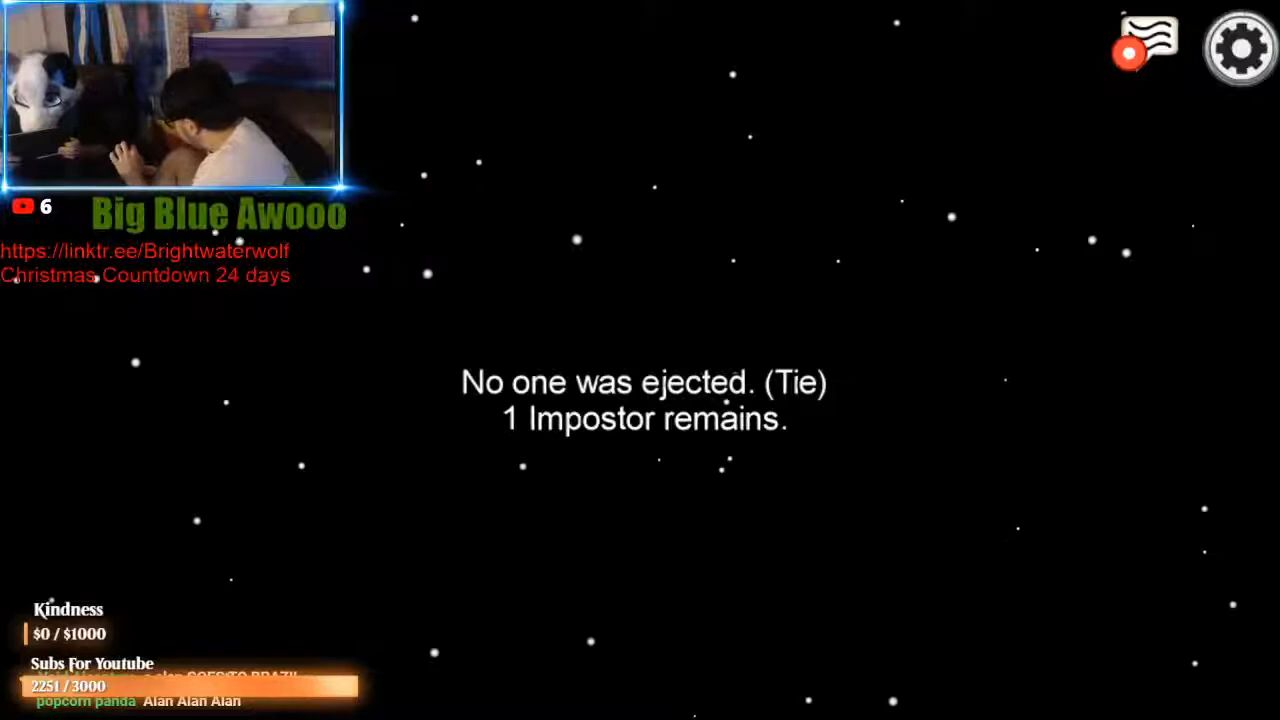 6
Big Blue Awooo
https://linktr.ee/Brightwaterwolf
Christmas Countdown 24 days
No one was ejected. (Tie)
1 Impostor remains.
Kindness
$0 / $1000
Subs For Youtube
2251 / 3000
popcorn panda Alan Alan Alan